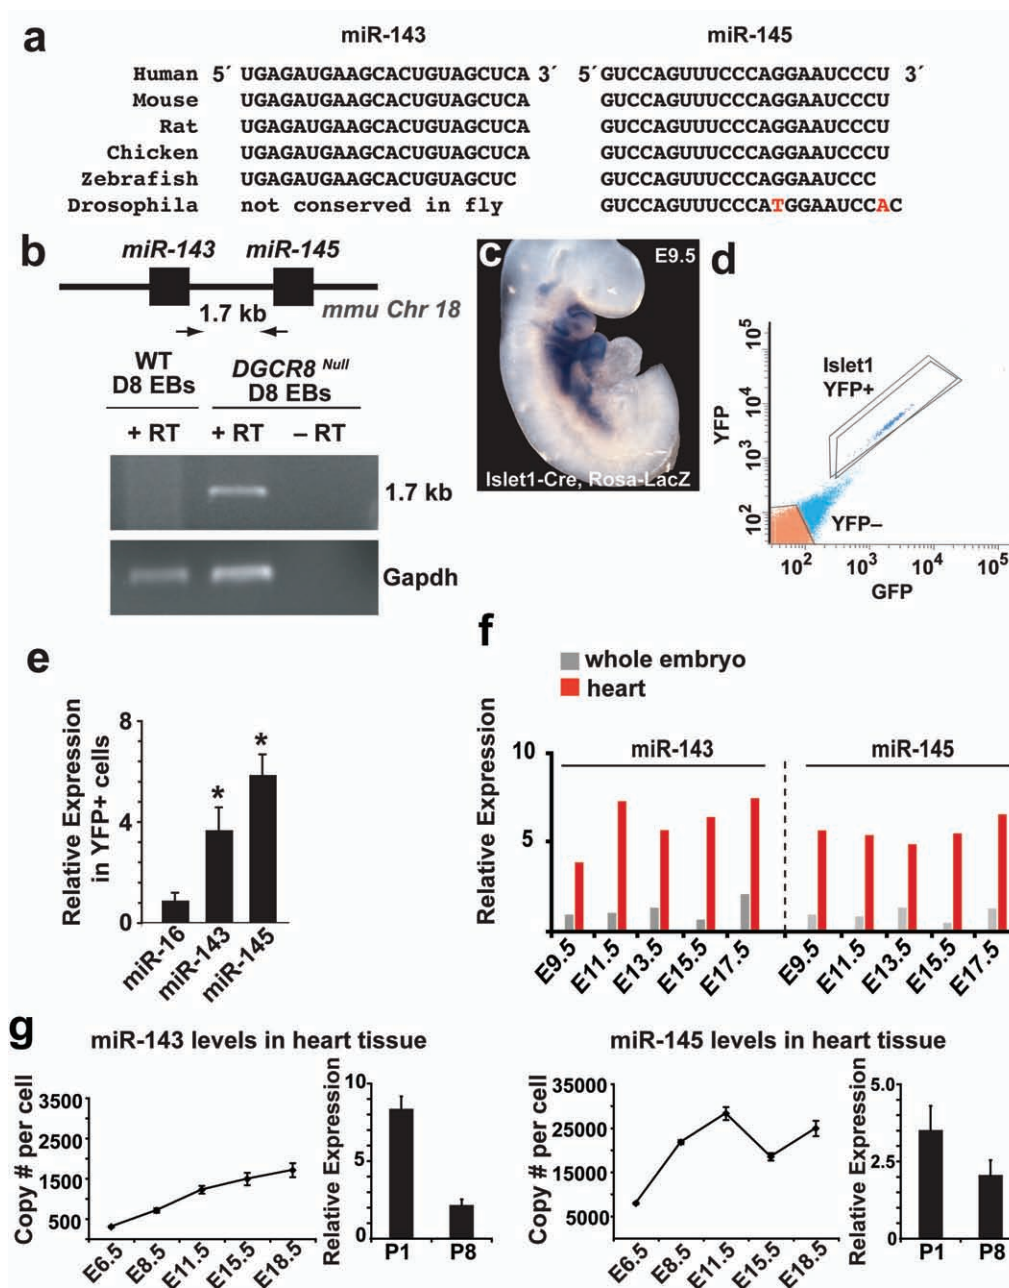 a
miR-143 miR-145
Human 5´ UGAGAUGAAGCACUGUAGCUCA 3´ 5´GUCCAGUUUUCCCAGGAAUCCCU 3´
Mouse UGAGAUGAAGCACUGUAGCUCA GUCCAGUUUUCCCAGGAAUCCCU
Rat UGAGAUGAAGCACUGUAGCUCA GUCCAGUUUUCCCAGGAAUCCCU
Chicken UGAGAUGAAGCACUGUAGCUCA GUCCAGUUUUCCCAGGAAUCCCU
Zebrafish UGAGAUGAAGCACUGUAGCUC GUCCAGUUUUCCCAGGAAUCCC
Drosophila not conserved in fly GUCCAGUUUCCCATGGAAUCCAC
b
miR-143 miR-145
1.7 kb
mmu Chr 18
WT
D8 EBs
DGCR8 Null
D8 EBs
+ RT + RT – RT
1.7 kb
Gapdh
c
E9.5
Islet1-Cre, Rosa-LacZ
d
YFP
10^5
10^4
10^3
10^2
Islet1
YFP+
YFP–
10^2 10^3 10^4 10^5
GFP
e
Relative Expression
in YFP+ cells
8
4
0
* *
miR-16 miR-143 miR-145
f
whole embryo
heart
Relative Expression
10
5
miR-143 miR-145
E9.5 E11.5 E13.5 E15.5 E17.5 E9.5 E11.5 E13.5 E15.5 E17.5
g
miR-143 levels in heart tissue
Copy # per cell
3500
2500
1500
500
E6.5 E8.5 E11.5 E15.5 E18.5
Relative Expression
10
8
6
4
2
0
P1 P8
miR-145 levels in heart tissue
Copy # per cell
35000
25000
15000
5000
E6.5 E8.5 E11.5 E15.5 E18.5
Relative Expression
5.0
2.5
0
P1 P8